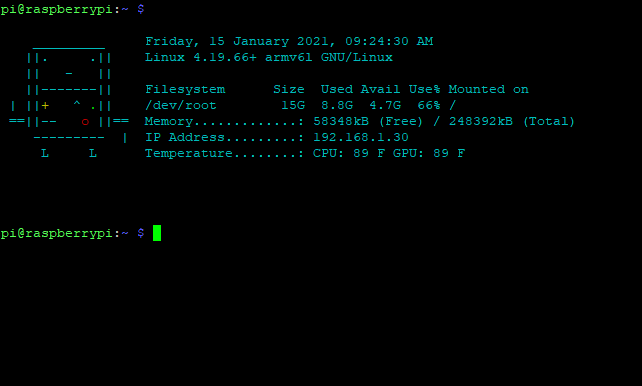 pi@raspberrypi:~ $
Friday, 15 January 2021, 09:24:30 AM
Linux 4.19.66+ armv6l GNU/Linux
Filesystem      Size  Used Avail Use% Mounted on
/dev/root        15G  8.8G  4.7G  66% /
Memory.............: 58348kB (Free) / 248392kB (Total)
IP Address.........: 192.168.1.30
Temperature........: CPU: 89 F GPU: 89 F
L     L
pi@raspberrypi:~ $